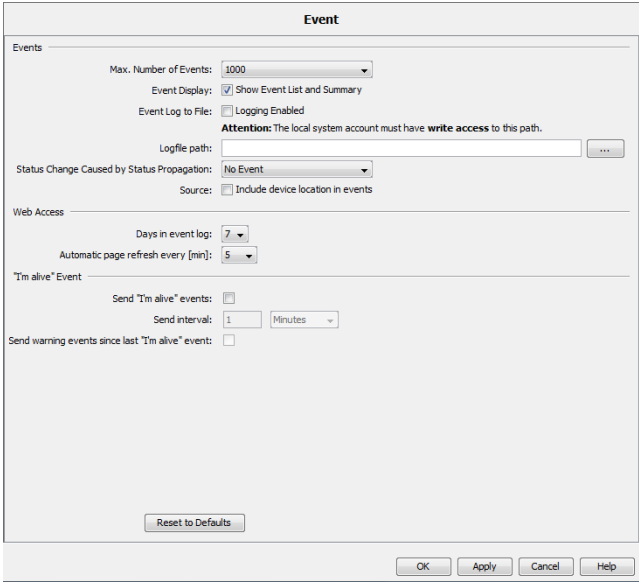 Event
Events
Max. Number of Events: 1000
Event Display: Show Event List and Summary
Event Log to File: Logging Enabled
Attention: The local system account must have write access to this path.
Logfile path: ...
Status Change Caused by Status Propagation: No Event
Source: Include device location in events
Web Access
Days in event log: 7
Automatic page refresh every [min]: 5
"I'm alive" Event
Send "I'm alive" events:
Send interval: 1 Minutes
Send warning events since last "I'm alive" event:
Reset to Defaults
OK Apply Cancel Help